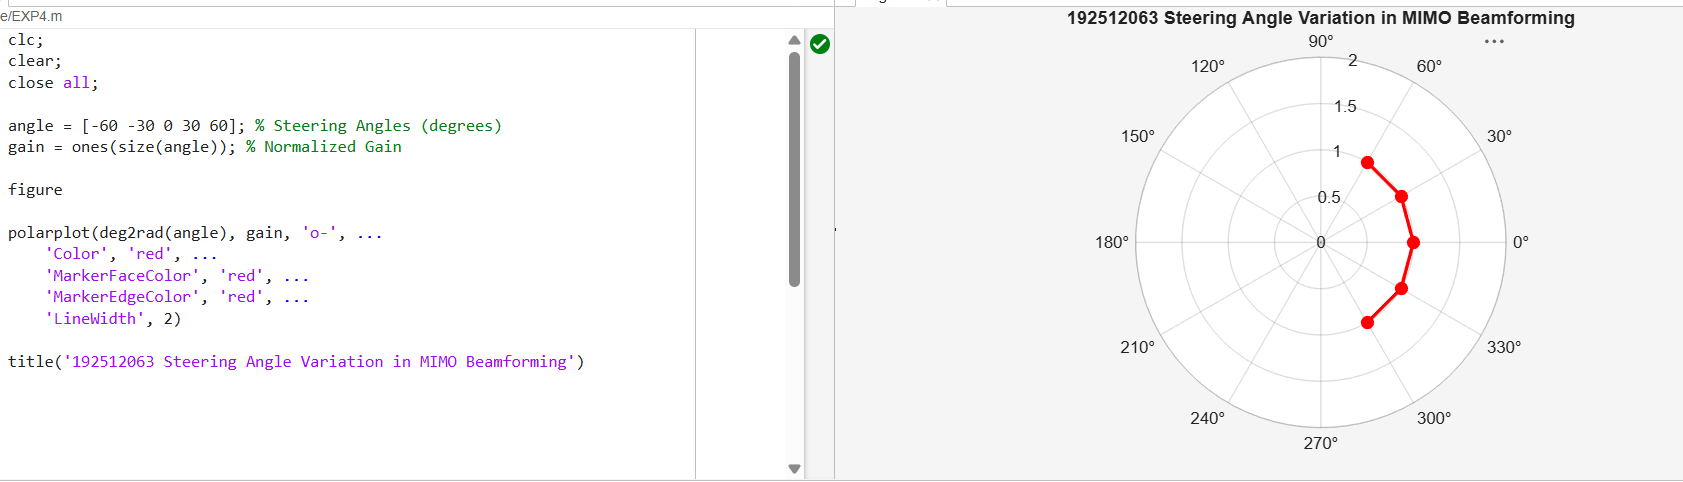 e/EXP4.m
clc;
clear;
close all;
angle = [-60 -30 0 30 60]; % Steering Angles (degrees)
gain = ones(size(angle)); % Normalized Gain
figure
polarplot(deg2rad(angle), gain, 'o-', ...
'Color', 'red', ...
'MarkerFaceColor', 'red', ...
'MarkerEdgeColor', 'red', ...
'LineWidth', 2)
title('192512063 Steering Angle Variation in MIMO Beamforming')
192512063 Steering Angle Variation in MIMO Beamforming
90°
120°
2
60°
1.5
150°
30°
1
0.5
180°
0
0°
210°
330°
240°
300°
270°